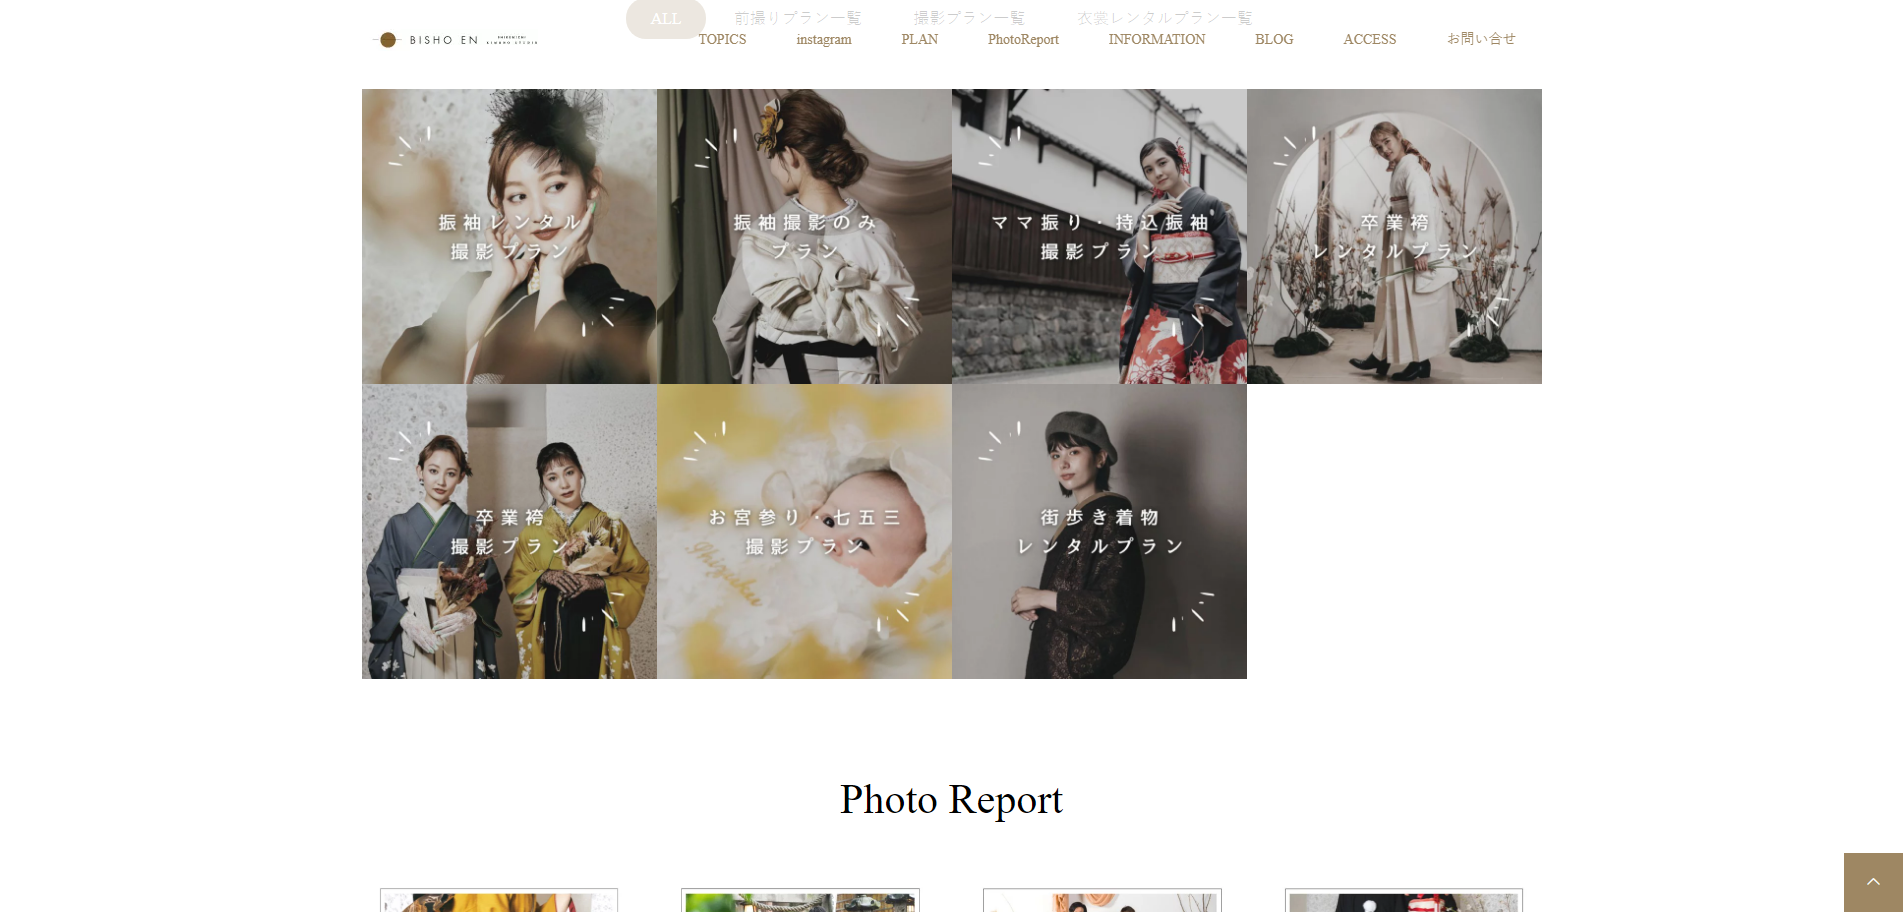 ALL 前撮りプラン一覧 撮影プラン一覧 衣裳レンタルプラン一覧
BISHO EN
TOPICS instagram PLAN PhotoReport INFORMATION BLOG ACCESS お問い合せ
振袖レンタル
撮影プラン
振袖撮影のみ
プラン
ママ振り・持込振袖
撮影プラン
卒業袴
レンタルプラン
卒業袴
撮影プラン
お宮参り・七五三
撮影プラン
Shizuku
街歩き着物
レンタルプラン
Photo Report